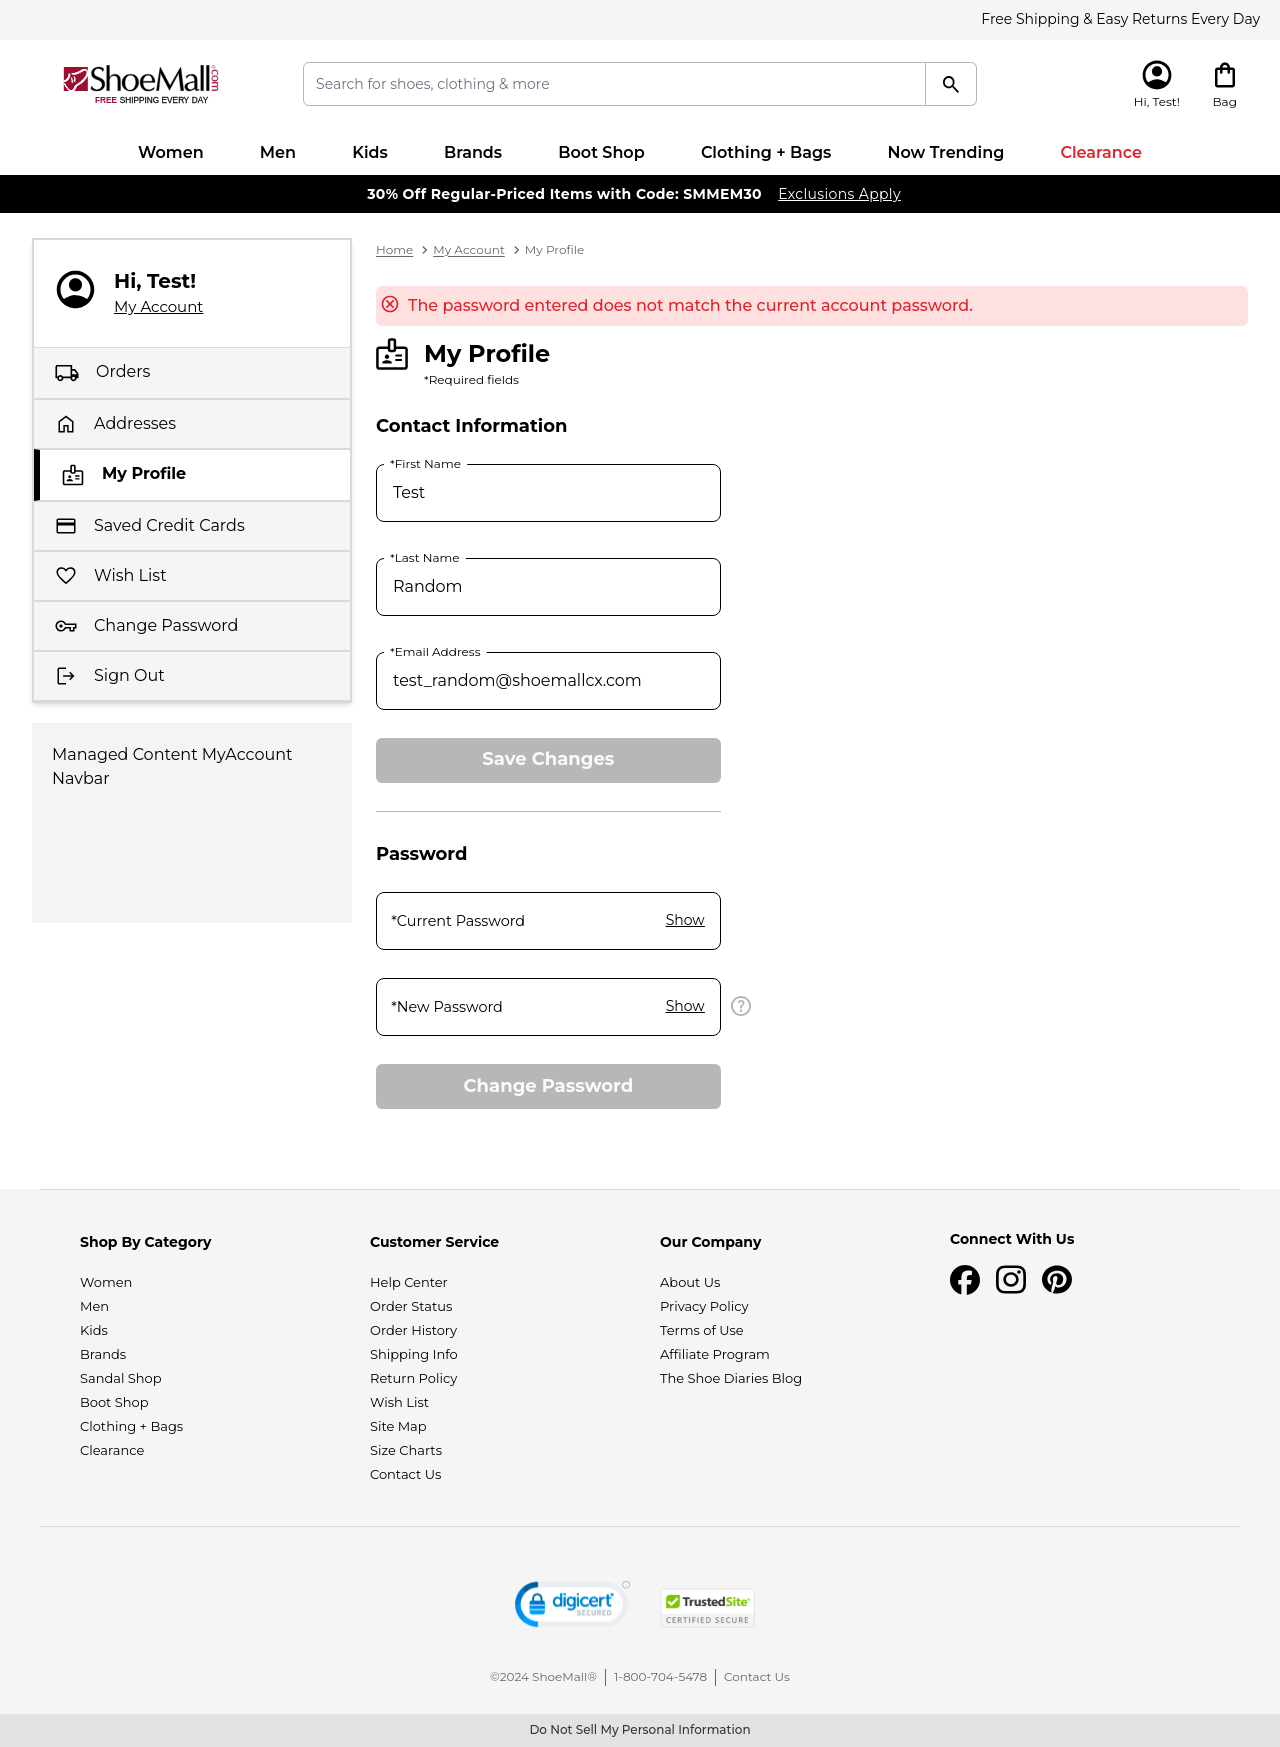 Free Shipping & Easy Returns Every Day
ShoeMall.com
FREE SHIPPING EVERY DAY
Search for shoes, clothing & more
Hi, Test!
Bag
Women
Men
Kids
Brands
Boot Shop
Clothing + Bags
Now Trending
Clearance
30% Off Regular-Priced Items with Code: SMMEM30 Exclusions Apply
Hi, Test!
My Account
Orders
Addresses
My Profile
Saved Credit Cards
Wish List
Change Password
Sign Out
Managed Content MyAccount
Navbar
Home > My Account > My Profile
The password entered does not match the current account password.
My Profile
*Required fields
Contact Information
*First Name
Test
*Last Name
Random
*Email Address
test_random@shoemallcx.com
Save Changes
Password
*Current Password Show
*New Password Show
?
Change Password
Shop By Category
Women
Men
Kids
Brands
Sandal Shop
Boot Shop
Clothing + Bags
Clearance
Customer Service
Help Center
Order Status
Order History
Shipping Info
Return Policy
Wish List
Site Map
Size Charts
Contact Us
Our Company
About Us
Privacy Policy
Terms of Use
Affiliate Program
The Shoe Diaries Blog
Connect With Us
digicert
SECURED
TrustedSite
CERTIFIED SECURE
©2024 ShoeMall® | 1-800-704-5478 | Contact Us
Do Not Sell My Personal Information